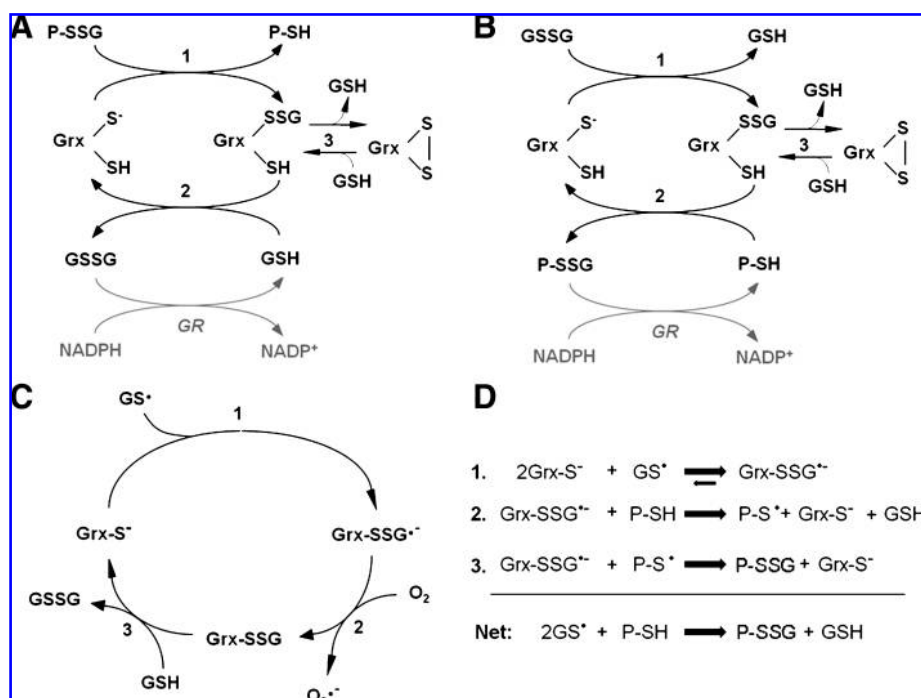 A
P-SSG P-SH
1
S-
Grx
SH
SSG
Grx
SH
GSH
3
GSH
S
Grx
S
2
GSSG GSH
GR
NADPH NADP+
B
GSSG GSH
1
S-
Grx
SH
SSG
Grx
SH
GSH
3
GSH
S
Grx
S
2
P-SSG P-SH
GR
NADPH NADP+
C
GS•
1
Grx-S-
Grx-SSG•-
GSSG
O2
3
Grx-SSG
2
GSH
D
1. 2Grx-S- + GS• Grx-SSG•-
2. Grx-SSG•- + P-SH P-S• + Grx-S- + GSH
3. Grx-SSG•- + P-S• P-SSG + Grx-S-
Net: 2GS• + P-SH P-SSG + GSH